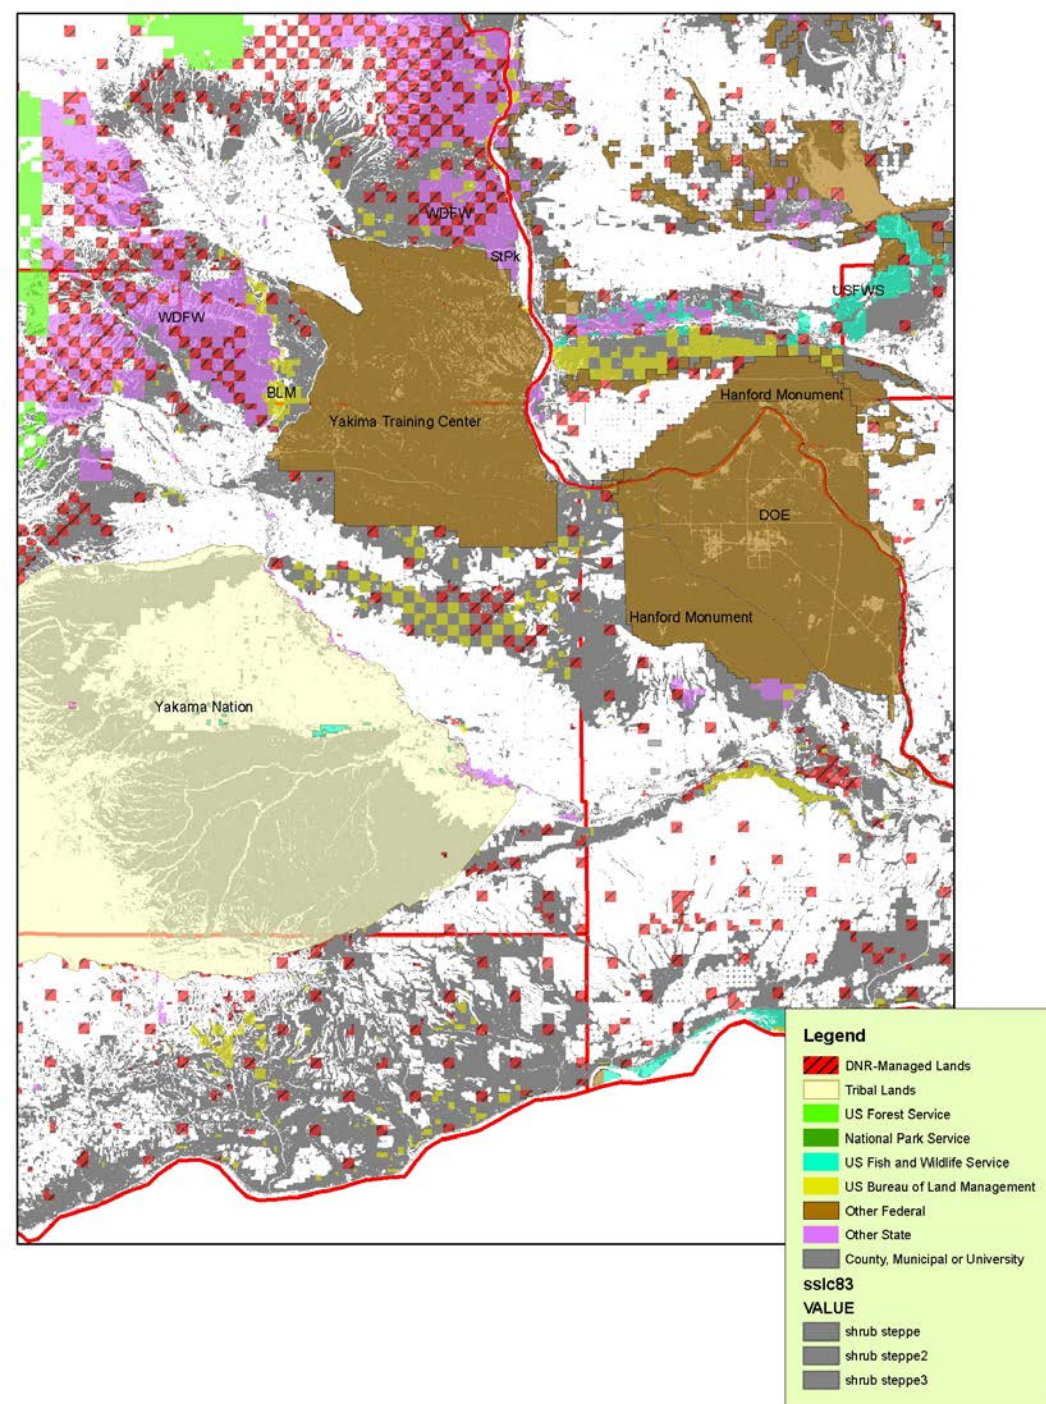 WDFW
StPk
USFWS
WDFW
BLM
Hanford Monument
Yakima Training Center
DOE
Hanford Monument
Yakama Nation
Legend
DNR-Managed Lands
Tribal Lands
US Forest Service
National Park Service
US Fish and Wildlife Service
US Bureau of Land Management
Other Federal
Other State
County, Municipal or University
sslc83
VALUE
shrub steppe
shrub steppe2
shrub steppe3